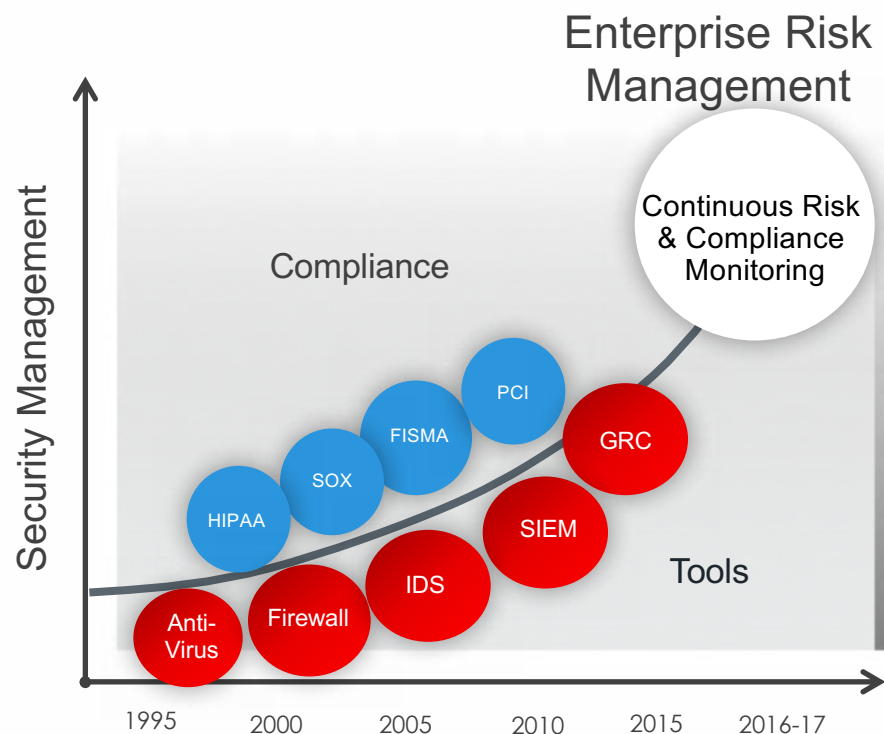 Enterprise Risk
Management
Security Management
Continuous Risk
& Compliance
Monitoring
Compliance
PCI
FISMA
SOX
HIPAA
GRC
SIEM
IDS
Firewall
Anti-
Virus
Tools
1995
2000
2005
2010
2015
2016-17